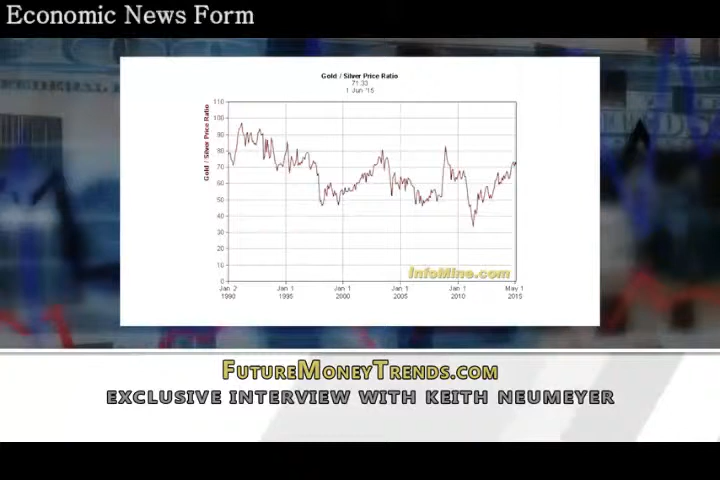 Economic News Form
Gold / Silver Price Ratio
71.33
1 Jun '15
Gold / Silver Price Ratio
110
100
90
80
70
60
50
40
30
20
10
0
Jan 2 Jan 1 Jan 1 Jan 1 Jan 1 May 1
1990 1995 2000 2005 2010 2015
InfoMine.com
FutureMoneyTrends.com
EXCLUSIVE INTERVIEW WITH KEITH NEUMEYER